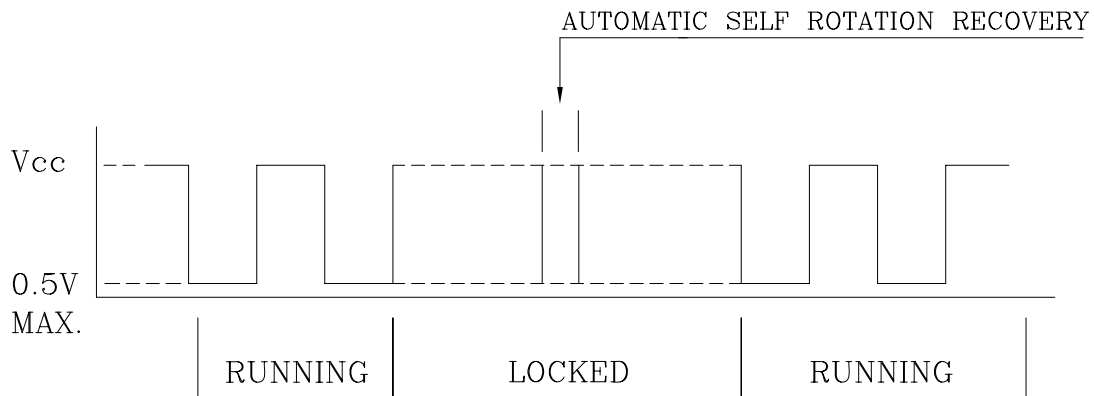 AUTOMATIC SELF ROTATION RECOVERY
Vcc
0.5V
MAX.
RUNNING
LOCKED
RUNNING